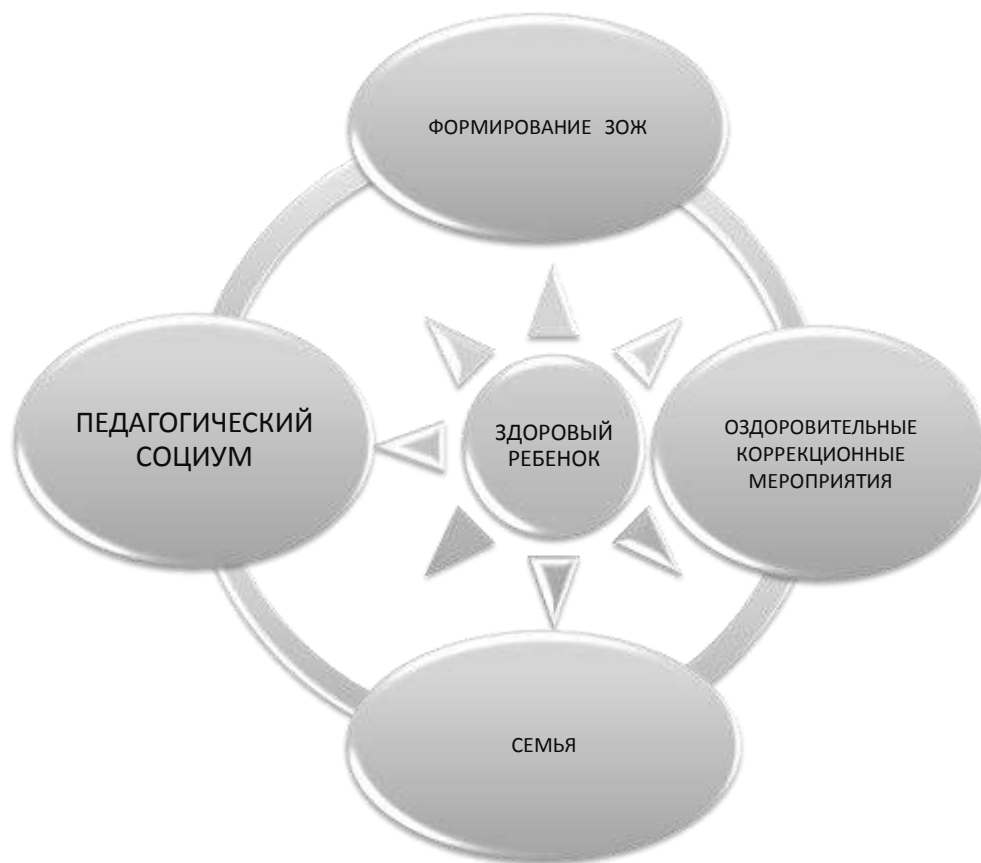 ФОРМИРОВАНИЕ ЗОЖ
ПЕДАГОГИЧЕСКИЙ
СОЦИУМ
ЗДОРОВЫЙ
РЕБЕНОК
ОЗДОРОВИТЕЛЬНЫЕ
КОРРЕКЦИОННЫЕ
МЕРОПРИЯТИЯ
СЕМЬЯ